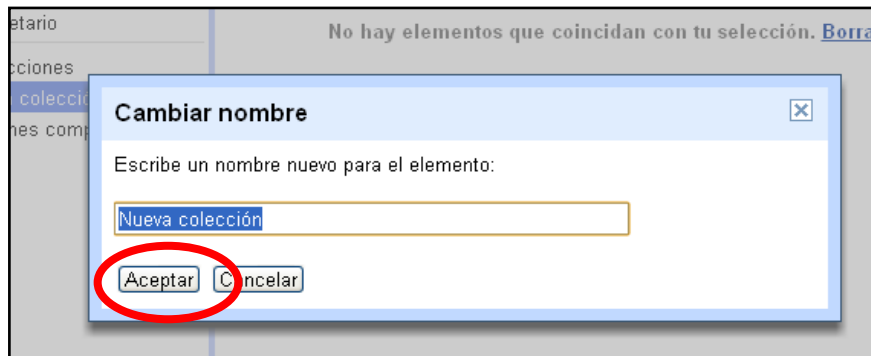 etario
No hay elementos que coincidan con tu selección. Borra
cciones
colecció
nes comp
Cambiar nombre
Escribe un nombre nuevo para el elemento:
Nueva colección
Aceptar Cancelar